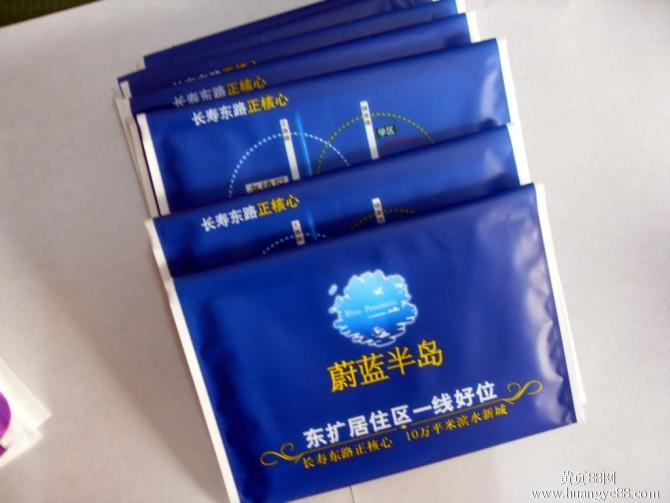 长寿东路正核心
长寿东路正核心
学区
老城区
长寿东路正核心
Blue Peninsula
蔚蓝半岛
东扩居住区一线好位
长寿东路正核心 10万平米滨水新城
黄页88网
www.huangye88.com